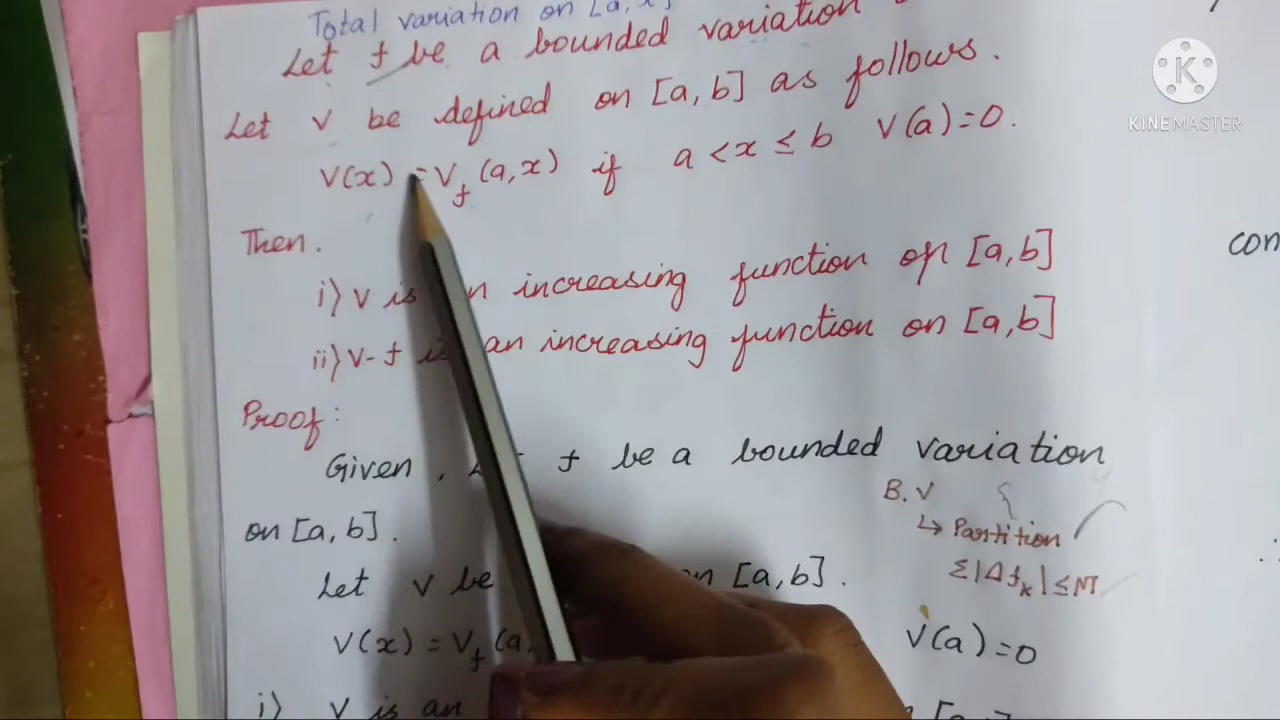 Total variation on [a, x]
Let f be a bounded variation
Let V be defined on [a, b] as follows.
V(x) = V_f (a, x) if a < x ≤ b V(a) = 0.
KINEMASTER
Then.
i) V is an increasing function on [a, b]
con
ii) V - f is an increasing function on [a, b]
Proof :
Given, f be a bounded variation
on [a, b].
B. V
↳ Partition
Σ|Δf_k| ≤ M
Let V be on [a, b].
V(x) = V_f (a, V(a) = 0
i) V is an